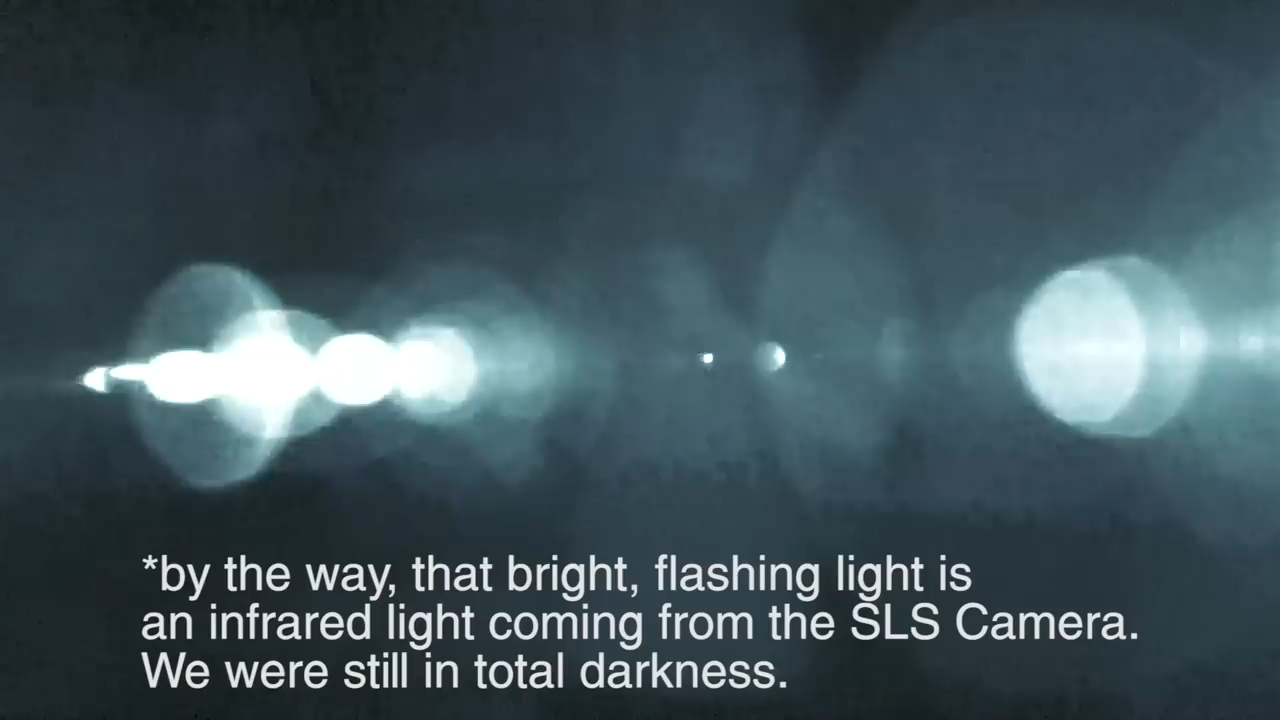 *by the way, that bright, flashing light is
an infrared light coming from the SLS Camera.
We were still in total darkness.